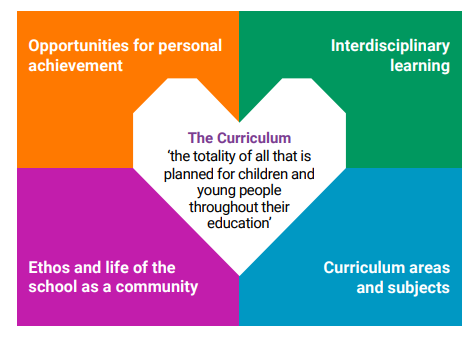 Opportunities for personal
achievement
Interdisciplinary
learning
The Curriculum
‘the totality of all that is
planned for children and
young people
throughout their
education’
Ethos and life of the
school as a community
Curriculum areas
and subjects